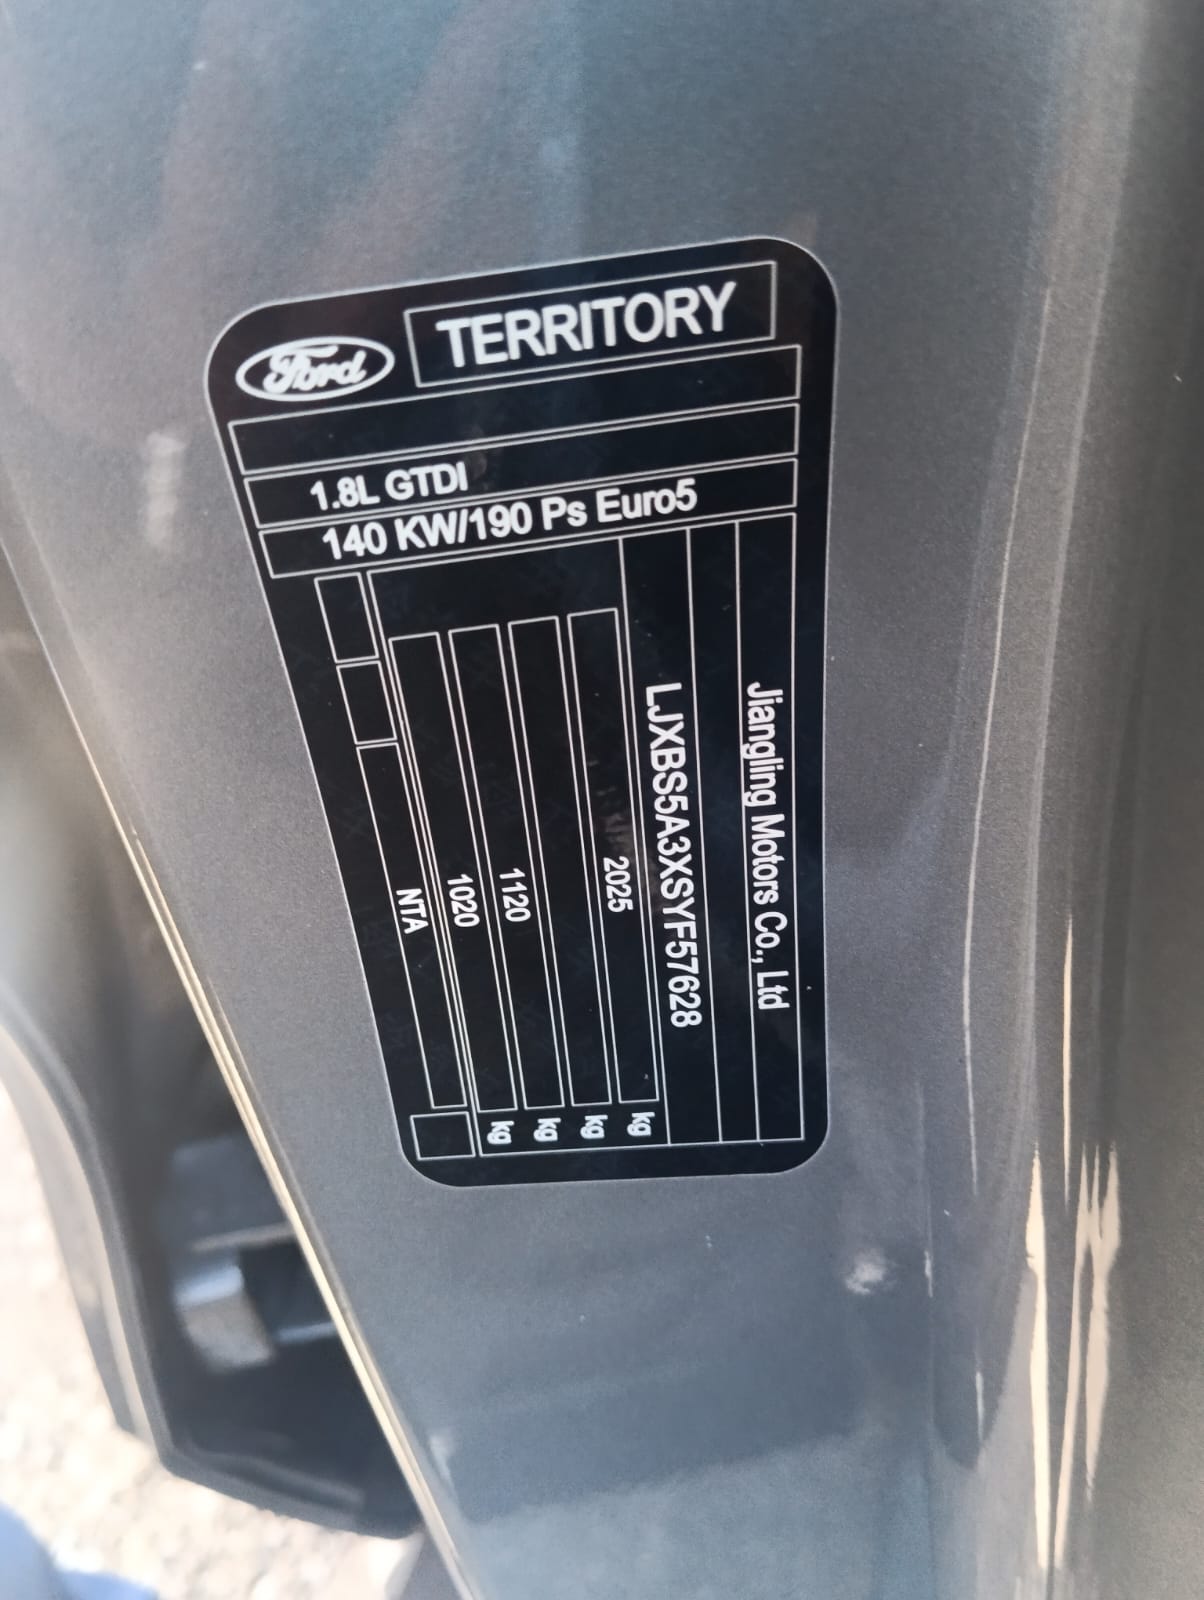 Ford
TERRITORY
1.8L GTDI
140 KW/190 Ps Euro5
Jiangling Motors Co., Ltd
LJXBS5A3XSYF57628
2025 kg
kg
1120 kg
1020 kg
NTA